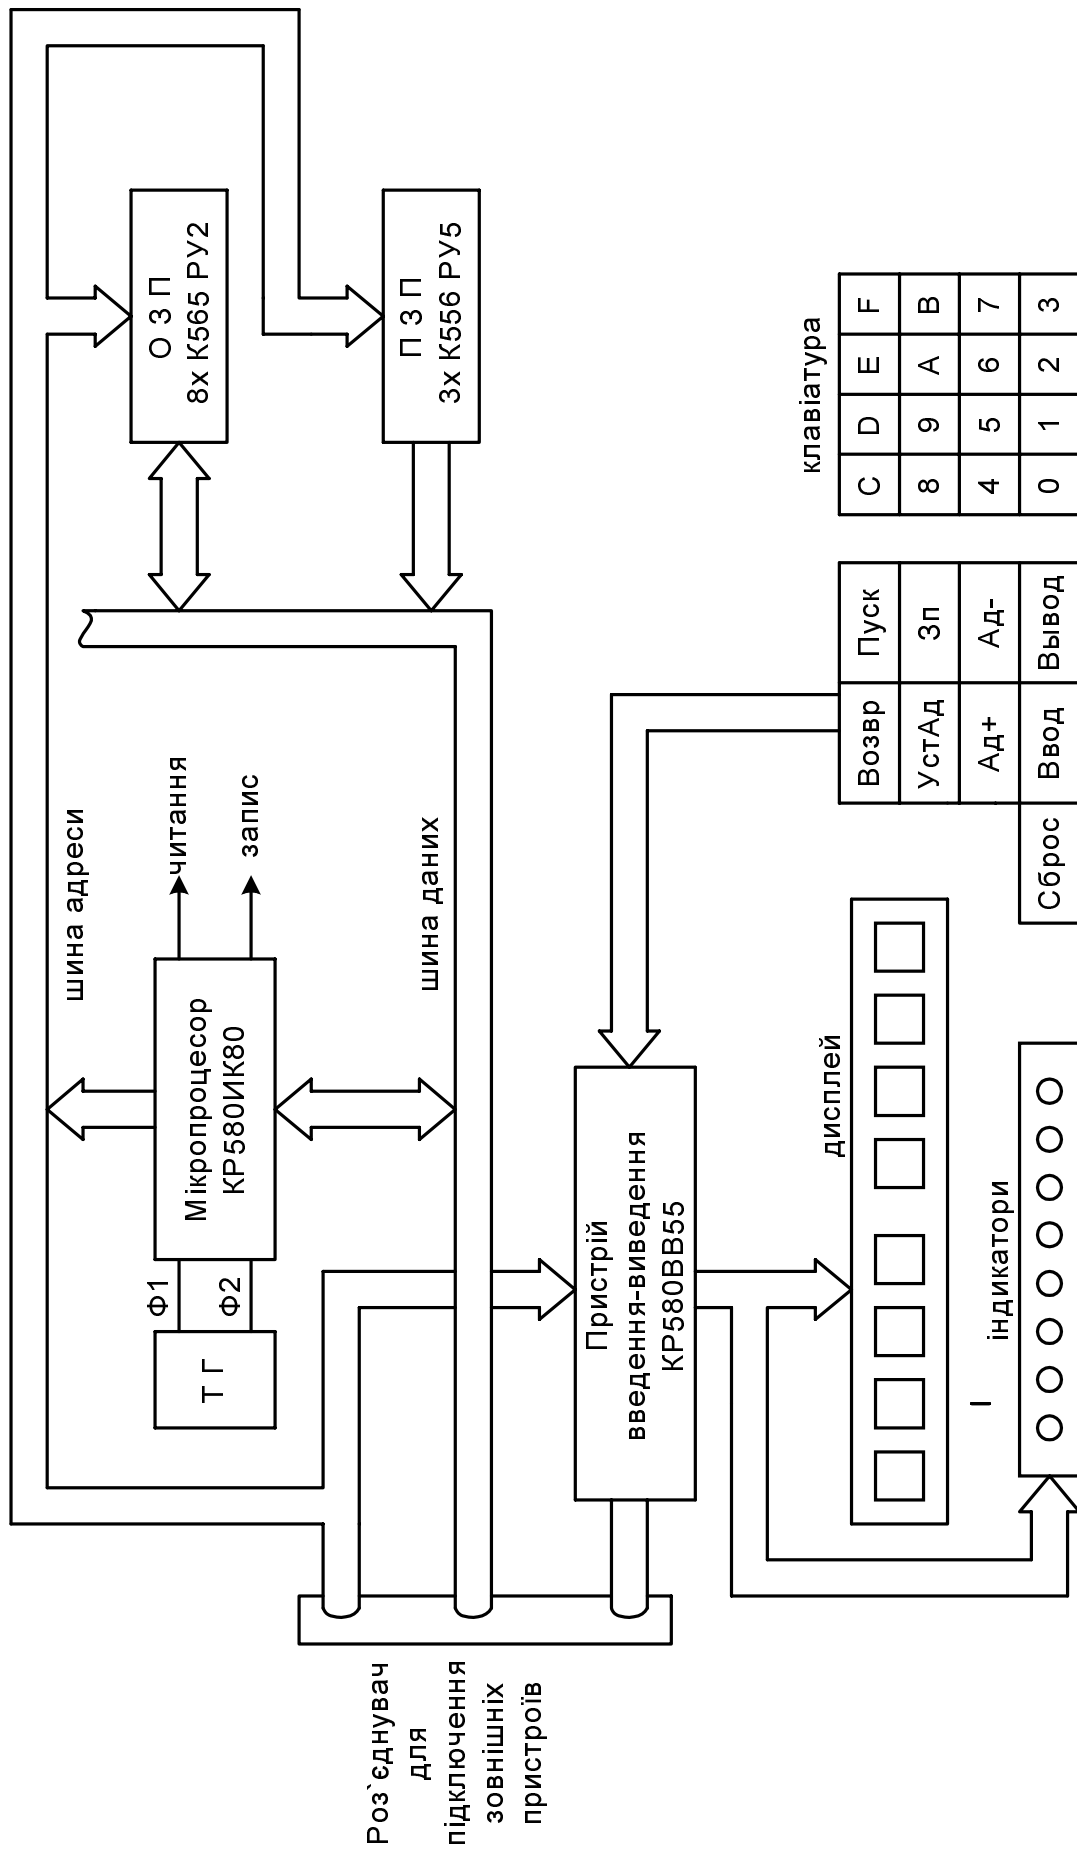 шина адреси
О З П
8х К565 РУ2
П З П
3х К556 РУ5
Т Г
Ф1
Ф2
Мікропроцесор
КР580ИК80
читання
запис
шина даних
Роз`єднувач
для
підключення
зовнішніх
пристроїв
Пристрій
введення-виведення
КР580ВВ55
дисплей
І
індикатори
Возвр Пуск
УстАд Зп
Ад+ Ад-
Сброс Ввод Вывод
клавіатура
C D E F
8 9 A B
4 5 6 7
0 1 2 3